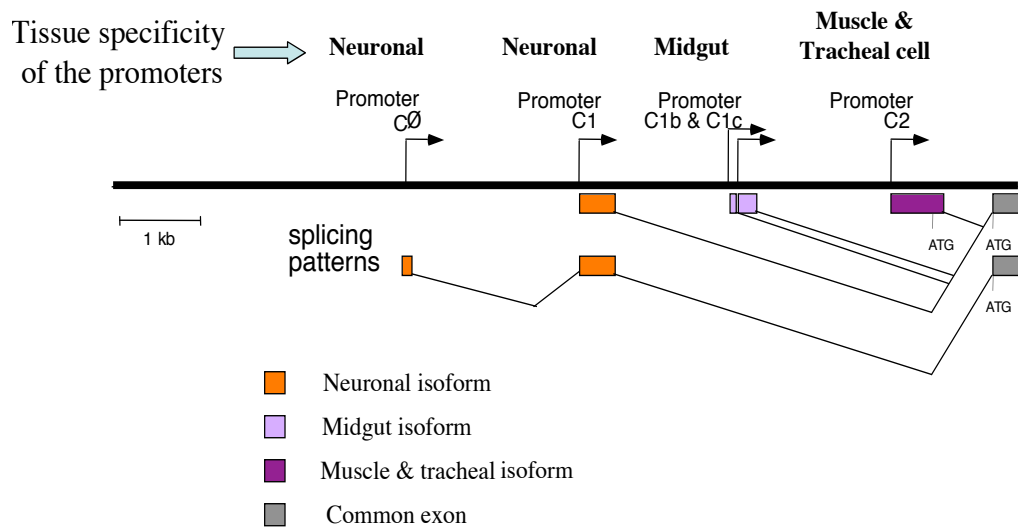 Tissue specificity
of the promoters
Neuronal
Neuronal
Midgut
Muscle &
Tracheal cell
Promoter
CØ
Promoter
C1
Promoter
C1b & C1c
Promoter
C2
1 kb
splicing
patterns
ATG
ATG
ATG
Neuronal isoform
Midgut isoform
Muscle & tracheal isoform
Common exon